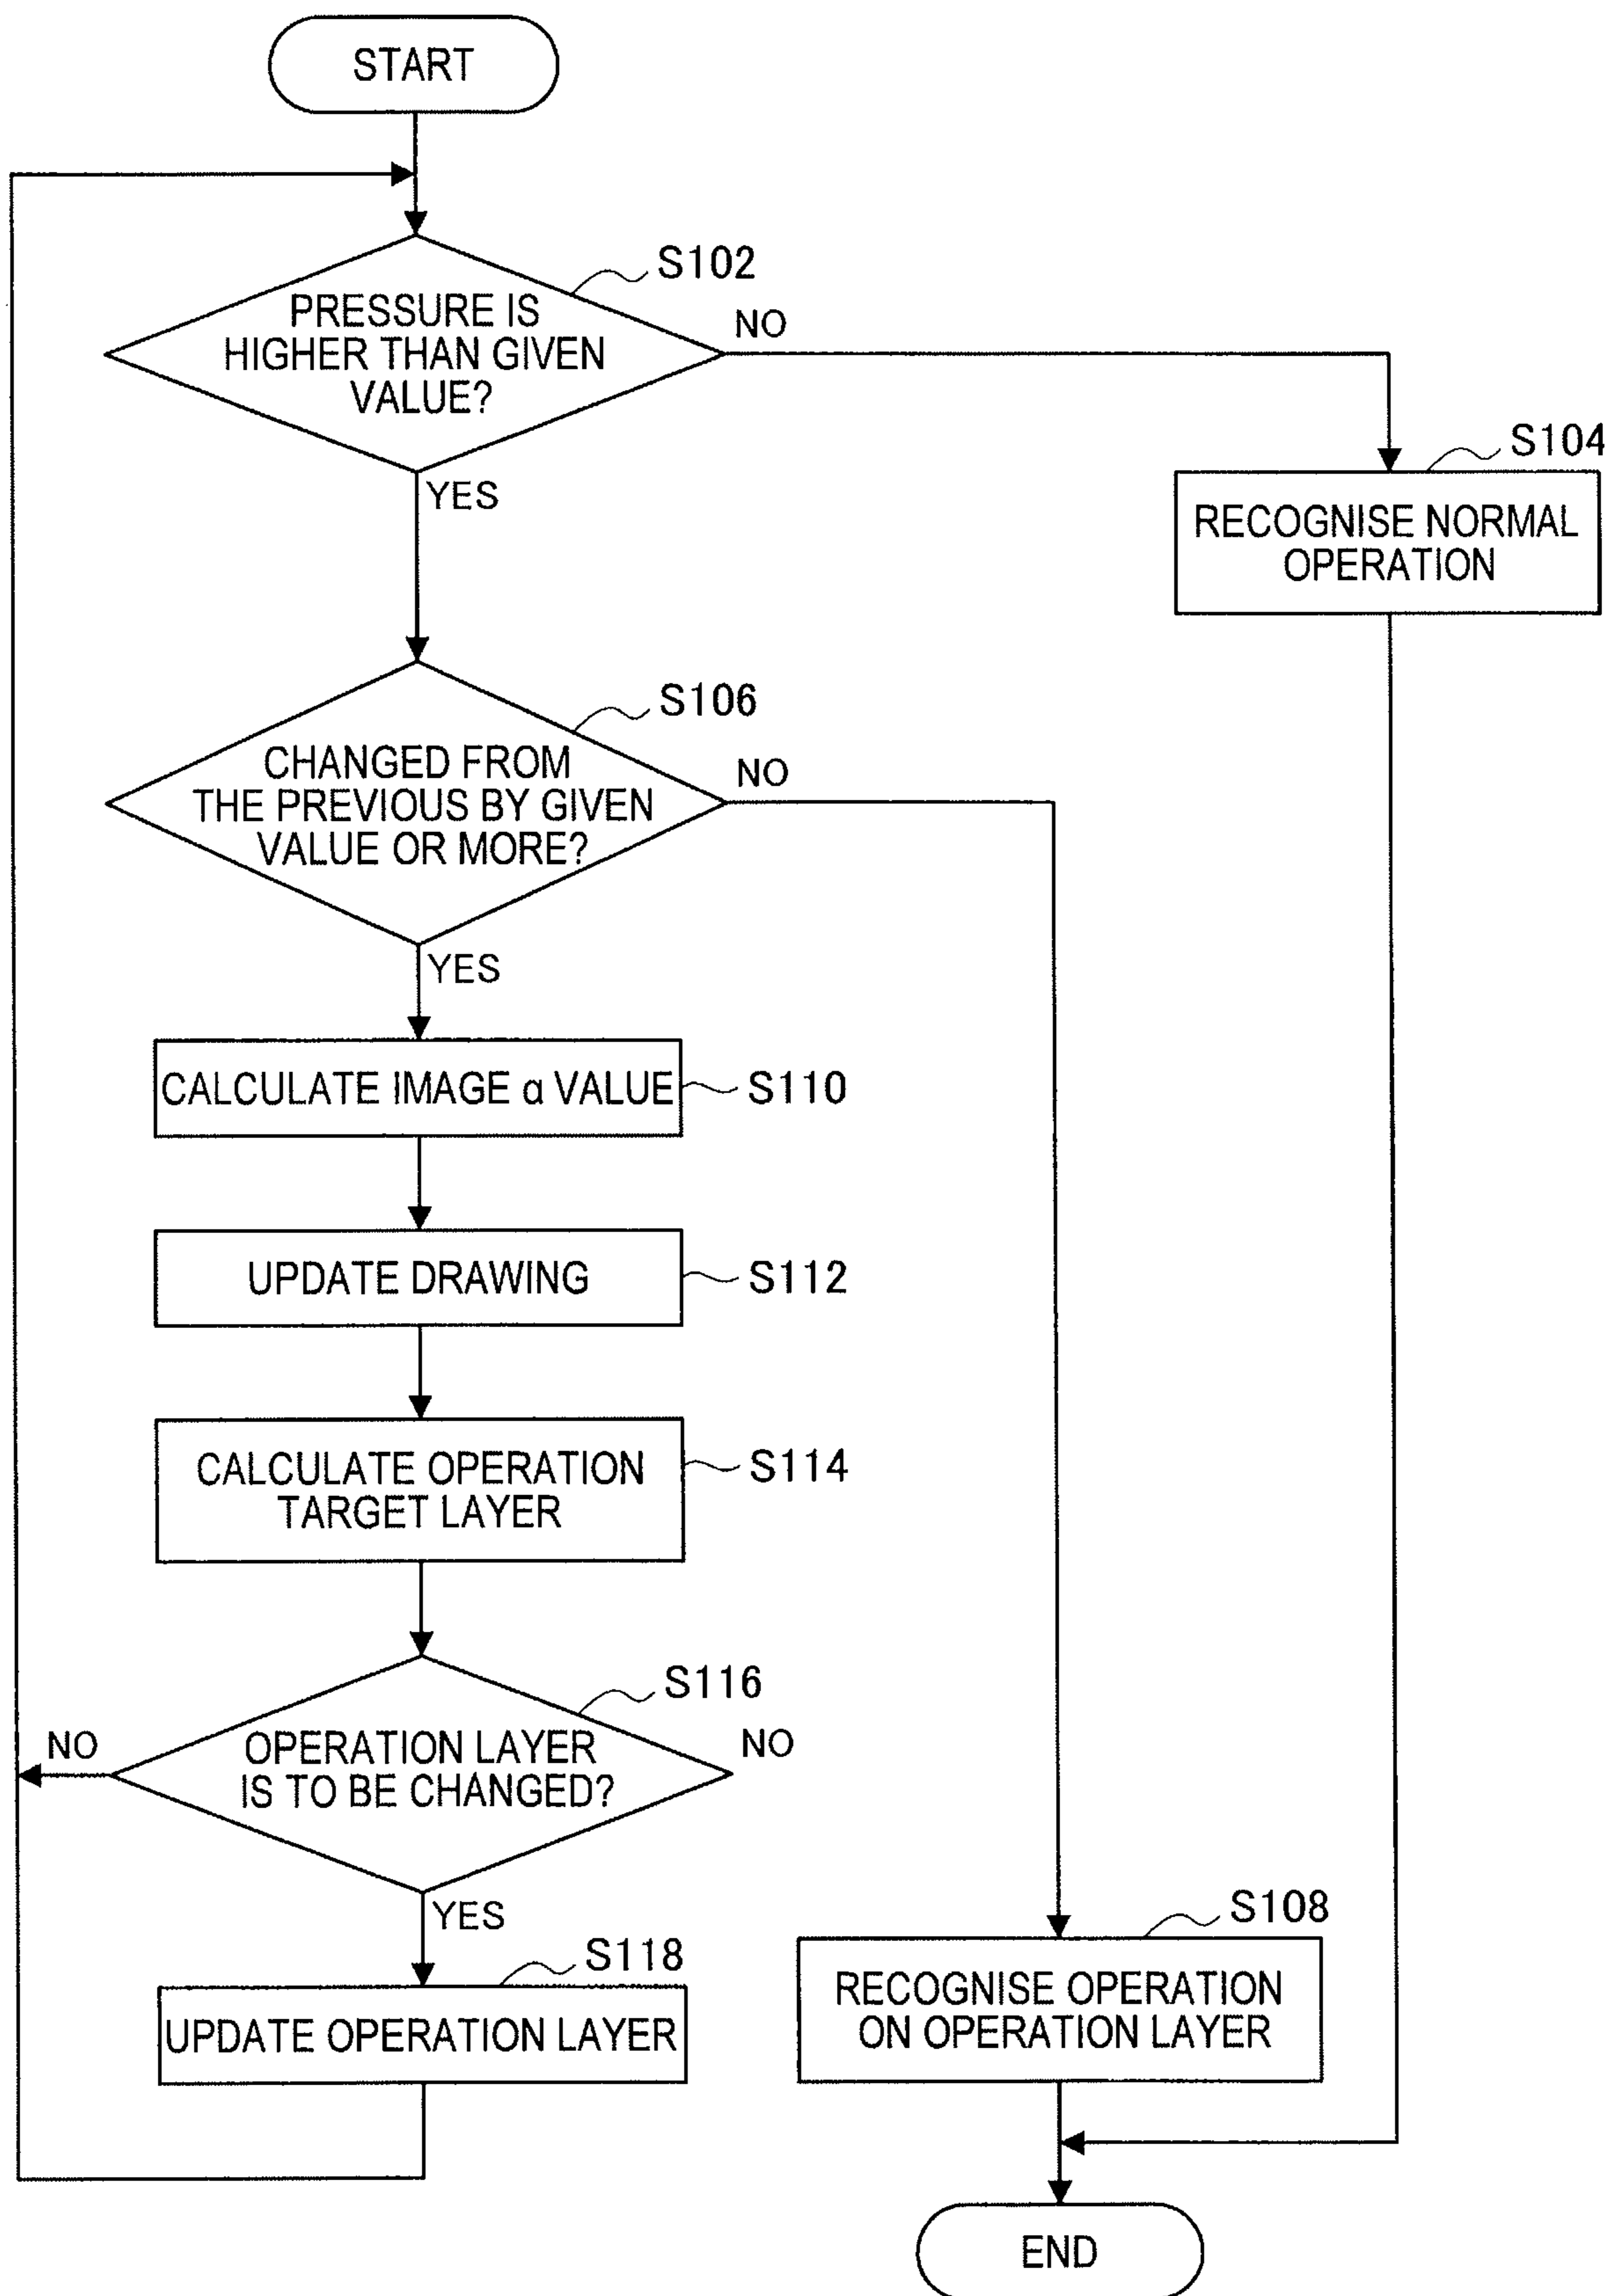 START
S102
PRESSURE IS
HIGHER THAN GIVEN
VALUE?
NO
YES
S104
RECOGNISE NORMAL
OPERATION
S106
CHANGED FROM
THE PREVIOUS BY GIVEN
VALUE OR MORE?
NO
YES
CALCULATE IMAGE α VALUE
S110
UPDATE DRAWING
S112
CALCULATE OPERATION
TARGET LAYER
S114
S116
OPERATION LAYER
IS TO BE CHANGED?
NO
NO
YES
S118
UPDATE OPERATION LAYER
S108
RECOGNISE OPERATION
ON OPERATION LAYER
END